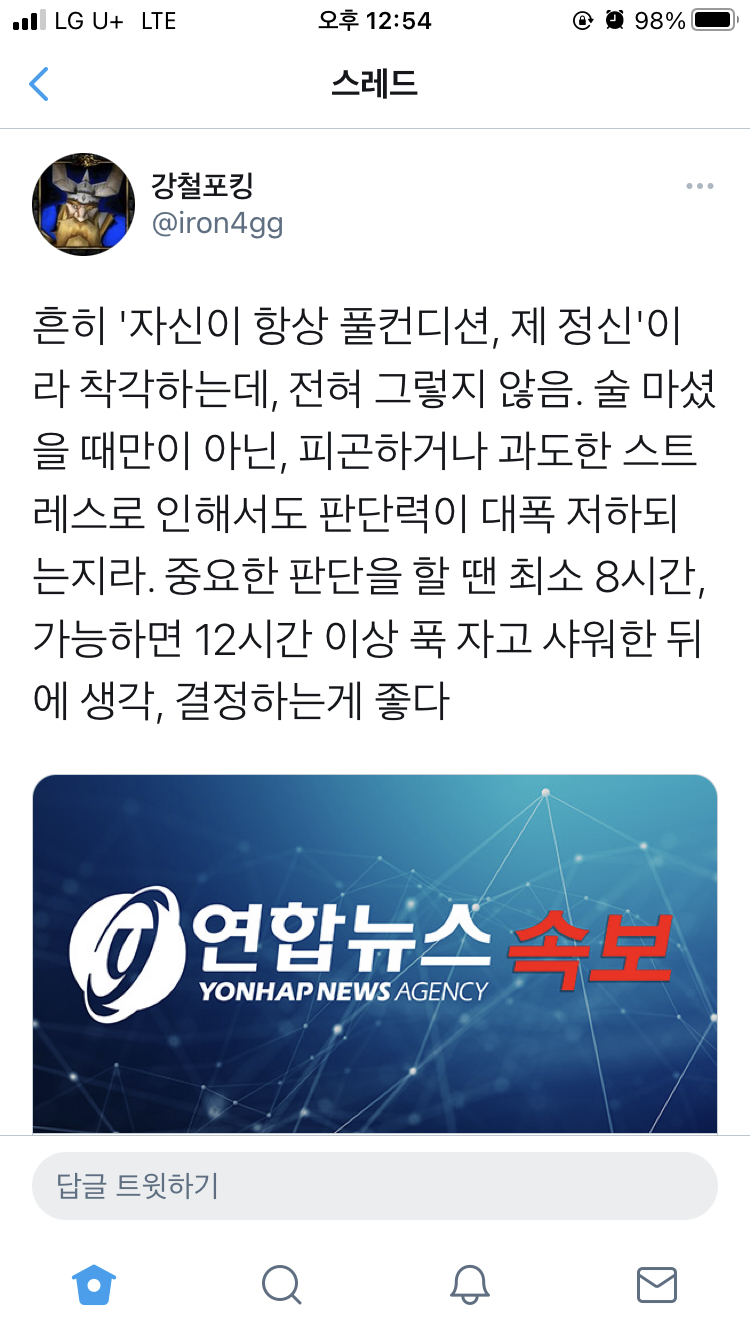 LG U+ LTE 오후 12:54 98%
스레드
강철포킹
@iron4gg
흔히 '자신이 항상 풀컨디션, 제 정신'이
라 착각하는데, 전혀 그렇지 않음. 술 마셨
을 때만이 아닌, 피곤하거나 과도한 스트
레스로 인해서도 판단력이 대폭 저하되
는지라. 중요한 판단을 할 땐 최소 8시간,
가능하면 12시간 이상 푹 자고 샤워한 뒤
에 생각, 결정하는게 좋다
연합뉴스 속보
YONHAP NEWS AGENCY
답글 트윗하기